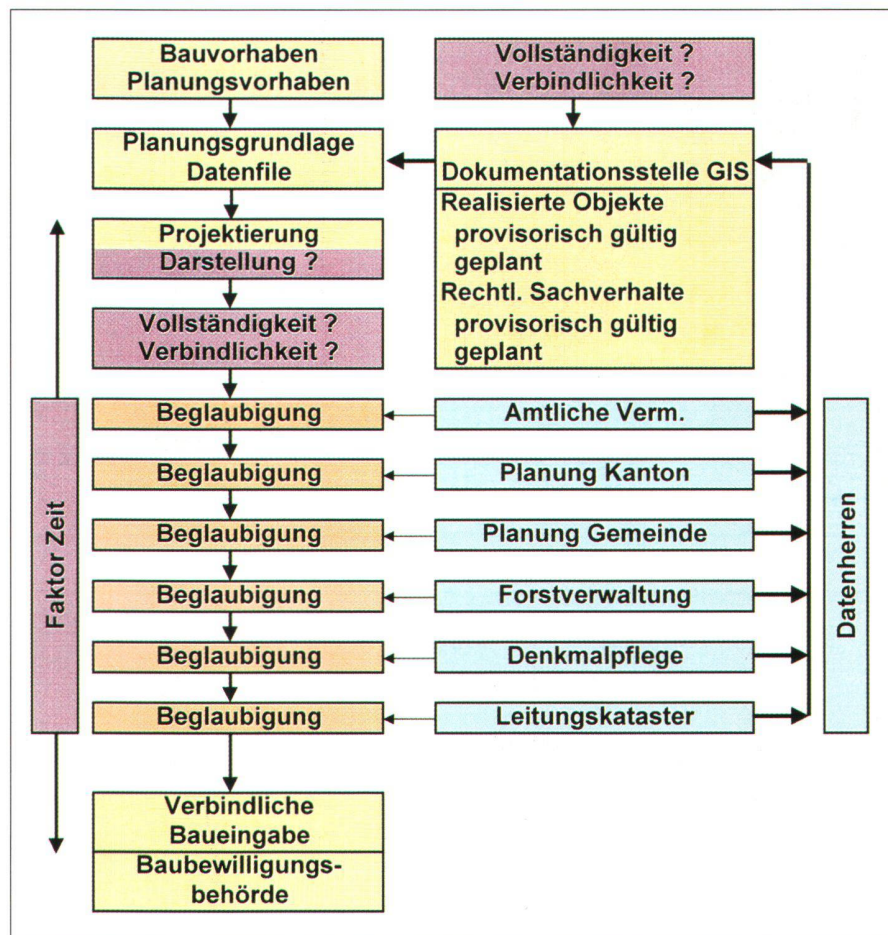 Bauvorhaben
Planungsvorhaben
Vollständigkeit ?
Verbindlichkeit ?
Planungsgrundlage
Datenfile
Dokumentationsstelle GIS
Realisierte Objekte
provisorisch gültig
geplant
Rechtl. Sachverhalte
provisorisch gültig
geplant
Projektierung
Darstellung ?
Vollständigkeit ?
Verbindlichkeit ?
Faktor Zeit
Beglaubigung
Amtliche Verm.
Beglaubigung
Planung Kanton
Beglaubigung
Planung Gemeinde
Beglaubigung
Forstverwaltung
Beglaubigung
Denkmalpflege
Beglaubigung
Leitungskataster
Datenherren
Verbindliche
Baueingabe
Baubewilligungs-
behörde